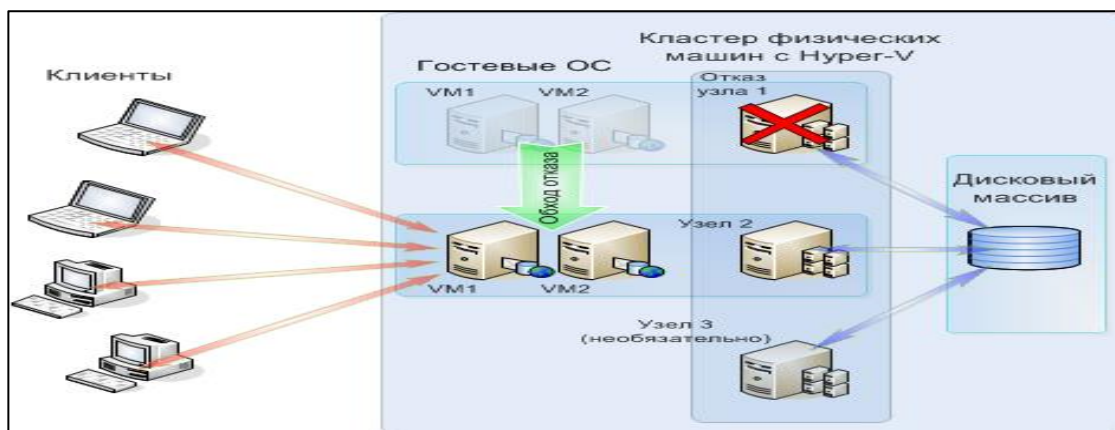 Кластер физических
машин с Hyper-V
Клиенты
Гостевые ОС
Отказ
узла 1
VM1
VM2
Обход отказа
Дисковый
массив
Узел 2
VM1
VM2
Узел 3
(необязательно)